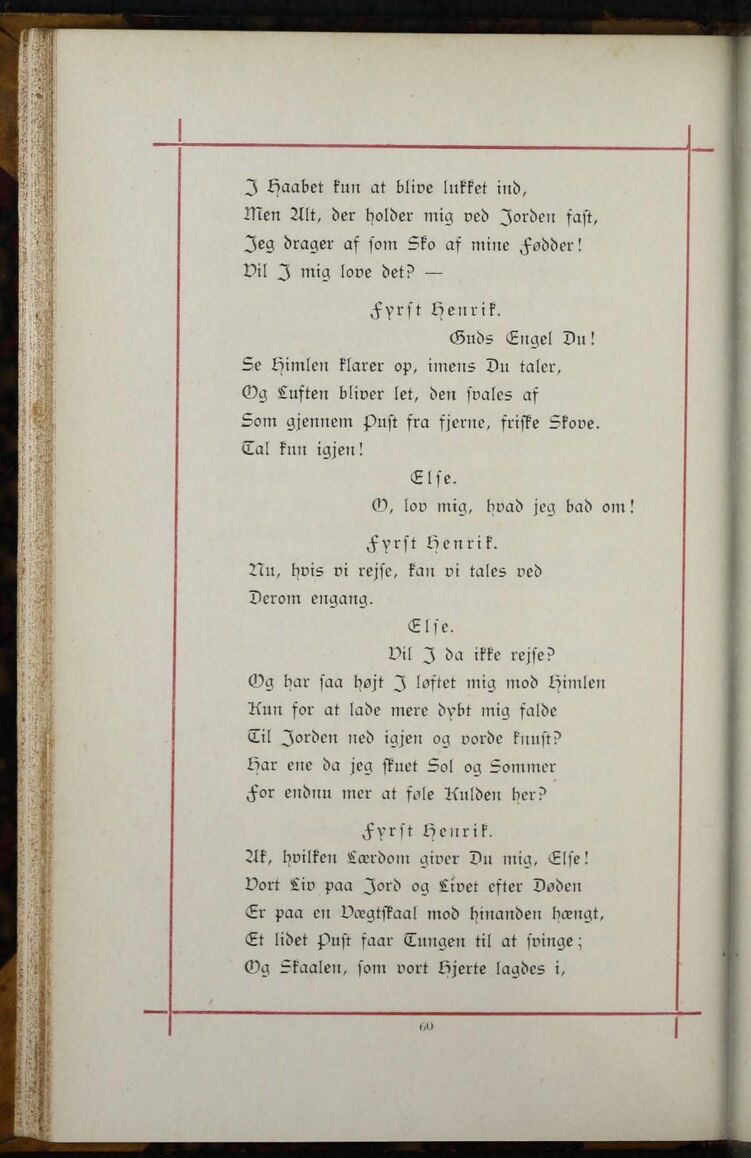 I Haabet kun at blive lukket ind,
Men Alt, der holder mig ved Jorden fast,
Jeg drager af som Sko af mine Fødder!
Vil I mig love det? —
Fyrst Henrik.
Guds Engel Du!
Se Himlen klarer op, imens Du taler,
Og Luften bliver let, den svales af
Som gjennem Pust fra fjerne, friske Skove.
Tal kun igjen!
Else.
O, lov mig, hvad jeg bad om!
Fyrst Henrik.
Nu, hvis vi rejse, kan vi tales ved
Derom engang.
Else.
Vil I da ikke rejse?
Og har saa højt I løftet mig mod Himlen
Kun for at lade mere dybt mig falde
Til Jorden ned igjen og vorde knust?
Har ene da jeg skuet Sol og Sommer
For endnu mer at føle Kulden her?
Fyrst Henrik.
Ak, hvilken Lærdom giver Du mig, Else!
Vort Liv paa Jord og Livet efter Døden
Er paa en Vægtskaal mod hinanden hængt,
Et lidet Pust faar Tungen til at svinge;
Og Skaalen, som vort Hjerte lagdes i,
60